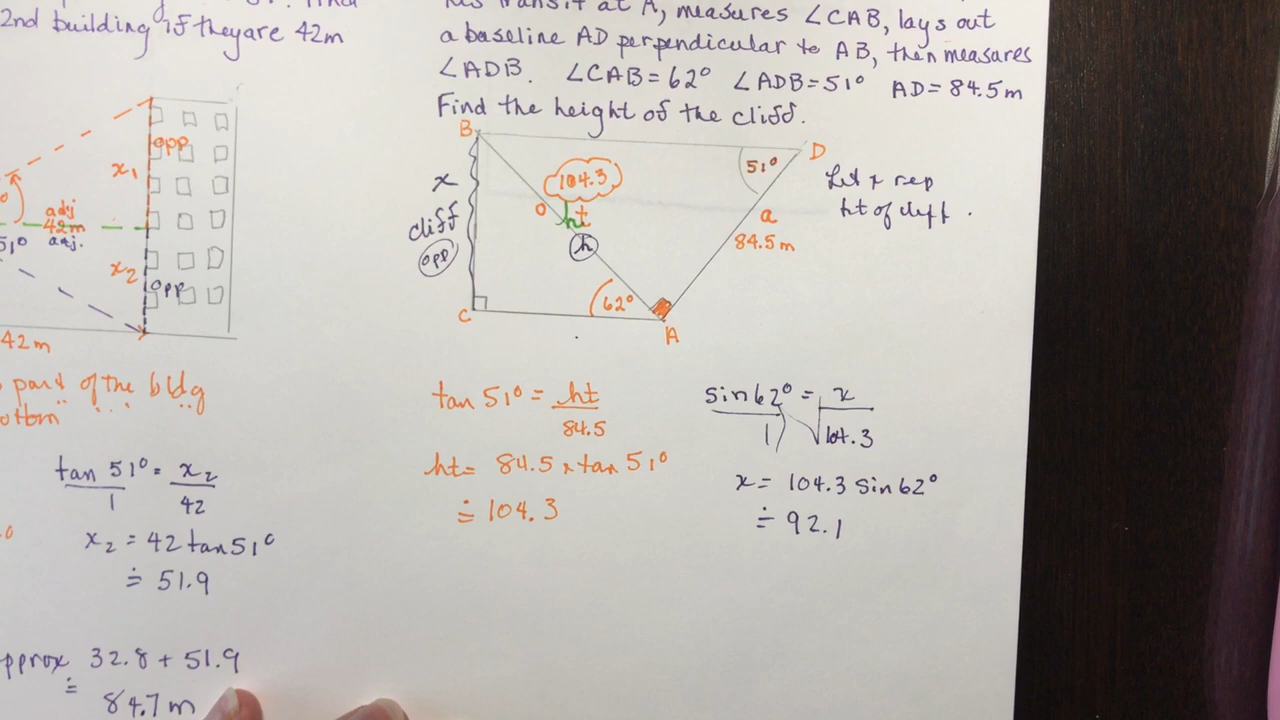 2nd building if they are 42m
opp
x₁
adj
42m
adj.
51°
x₂
opp
42m
part of the bldg
ottom
tan 51° = x₂
1 42
x₂ = 42 tan 51°
≐ 51.9
pprox 32.8 + 51.9
≐ 84.7 m
transit at A, measures ∠CAB, lays out
a baseline AD perpendicular to AB, then measures
∠ADB. ∠CAB = 62° ∠ADB = 51° AD = 84.5 m
Find the height of the cliff.
B
D
51°
104.3
x
o
ht
h
cliff
opp
a
84.5 m
62°
C
A
Let x rep
ht of cliff.
tan 51° = ht
84.5
ht = 84.5 x tan 51°
≐ 104.3
sin 62° = x
1 104.3
x = 104.3 sin 62°
≐ 92.1